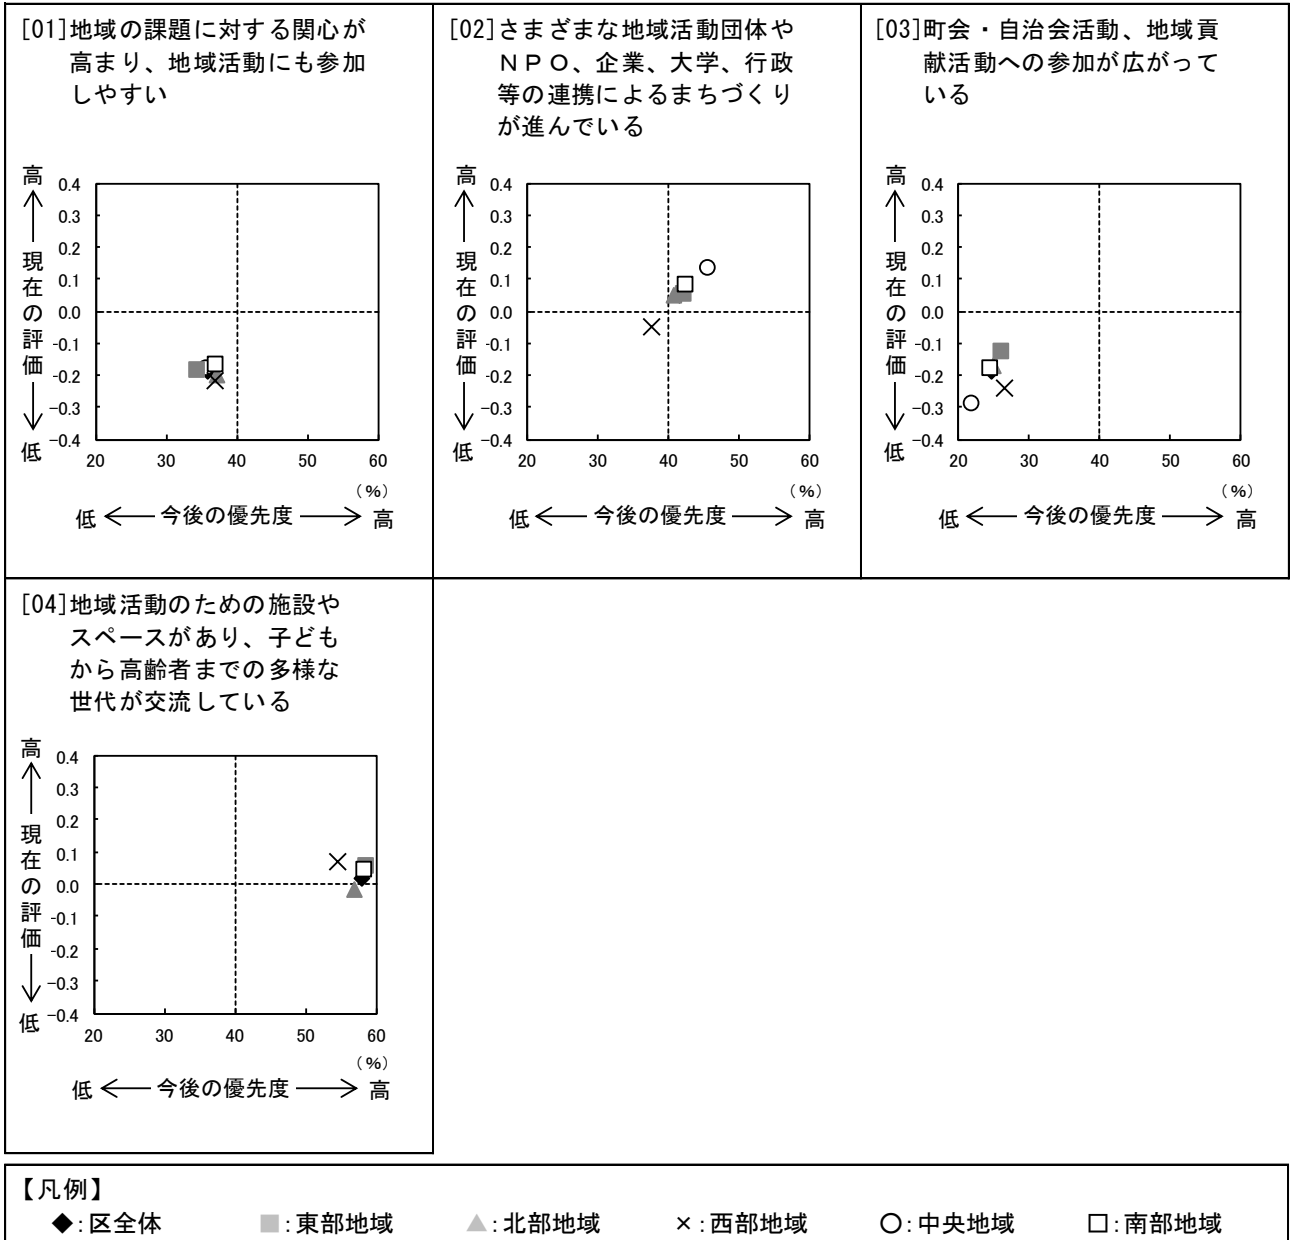 [01]地域の課題に対する関心が
高まり、地域活動にも参加
しやすい
高
現在の評価
低
0.4
0.3
0.2
0.1
0.0
-0.1
-0.2
-0.3
-0.4
20 30 40 50 60
(%)
低 ← 今後の優先度 → 高
[02]さまざまな地域活動団体や
ＮＰＯ、企業、大学、行政
等の連携によるまちづくり
が進んでいる
高
現在の評価
低
0.4
0.3
0.2
0.1
0.0
-0.1
-0.2
-0.3
-0.4
20 30 40 50 60
(%)
低 ← 今後の優先度 → 高
[03]町会・自治会活動、地域貢
献活動への参加が広がって
いる
高
現在の評価
低
0.4
0.3
0.2
0.1
0.0
-0.1
-0.2
-0.3
-0.4
20 30 40 50 60
(%)
低 ← 今後の優先度 → 高
[04]地域活動のための施設や
スペースがあり、子ども
から高齢者までの多様な
世代が交流している
高
現在の評価
低
0.4
0.3
0.2
0.1
0.0
-0.1
-0.2
-0.3
-0.4
20 30 40 50 60
(%)
低 ← 今後の優先度 → 高
【凡例】
◆:区全体 ■:東部地域 ▲:北部地域 ×:西部地域 ○:中央地域 □:南部地域